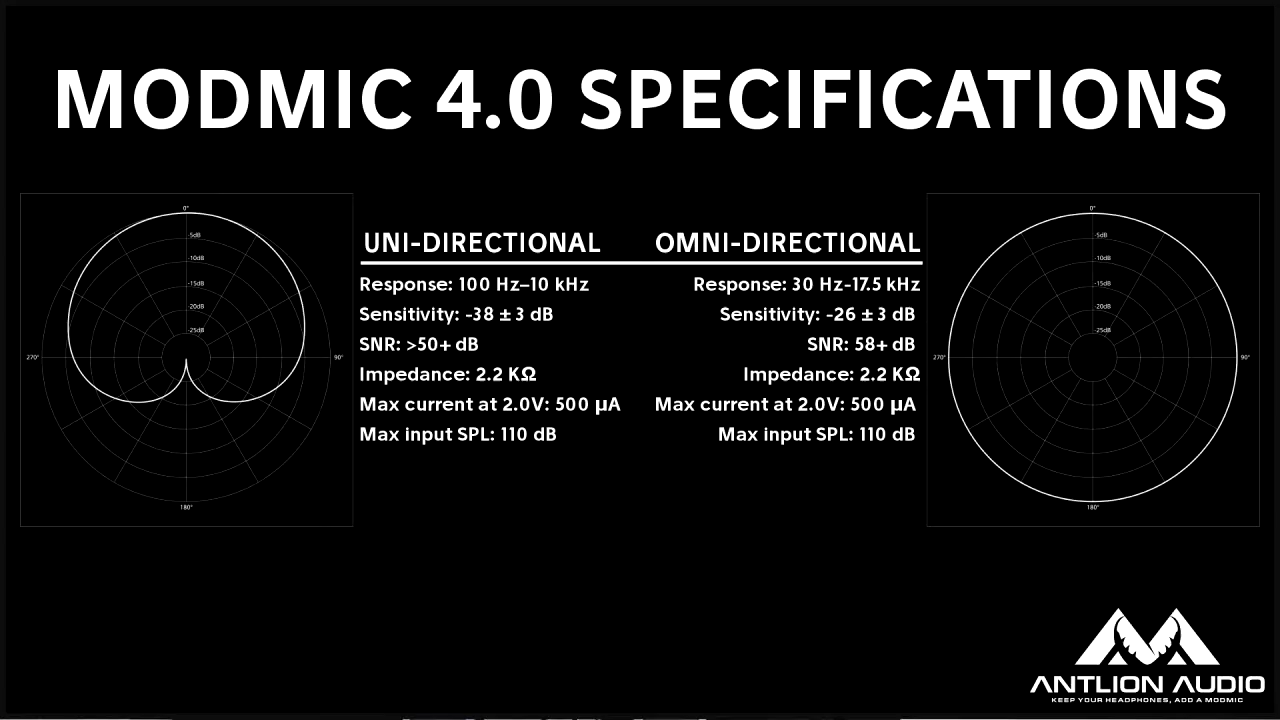 MODMIC 4.0 SPECIFICATIONS
0°
-5dB
-10dB
-15dB
-20dB
-25dB
270°
90°
180°
UNI-DIRECTIONAL
Response: 100 Hz–10 kHz
Sensitivity: -38 ± 3 dB
SNR: >50+ dB
Impedance: 2.2 KΩ
Max current at 2.0V: 500 µA
Max input SPL: 110 dB
OMNI-DIRECTIONAL
Response: 30 Hz-17.5 kHz
Sensitivity: -26 ± 3 dB
SNR: 58+ dB
Impedance: 2.2 KΩ
Max current at 2.0V: 500 µA
Max input SPL: 110 dB
0°
-5dB
-10dB
-15dB
-20dB
-25dB
270°
90°
180°
ANTLION AUDIO
KEEP YOUR HEADPHONES, ADD A MODMIC